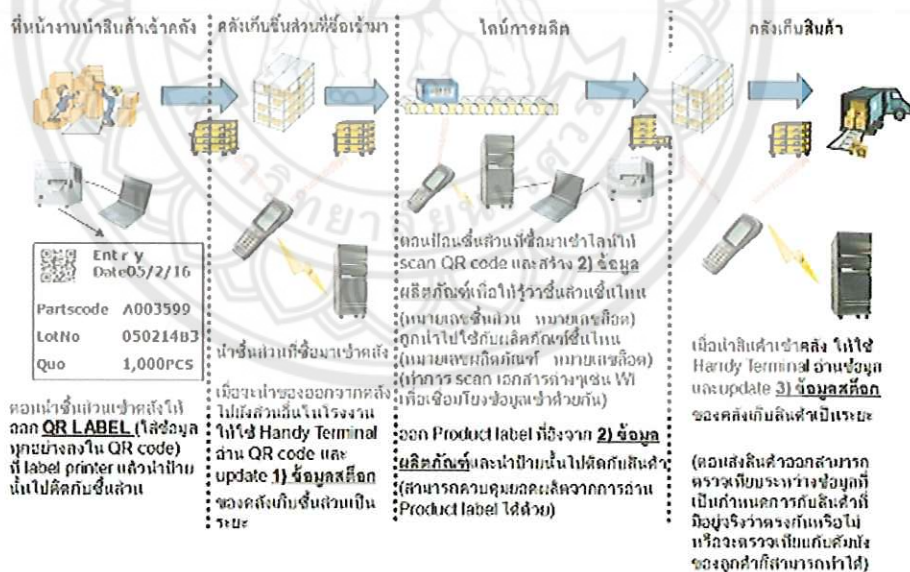 ที่หน้างานนำสินค้าเข้าคลัง
Entry
Date05/2/16
Partscode A003599
LotNo 050214B3
Quo 1,000PCS
ตอนนำชิ้นส่วนเข้าคลังให้
ออก QR LABEL (ใส่ข้อมูล
ทุกอย่างลงใน QR code)
ที่ label printer แล้วนำป้าย
นั้นไปติดกับชิ้นส่วน
คลังเก็บชิ้นส่วนที่ซื้อเข้ามา
นำชิ้นส่วนที่ซื้อมาเข้าคลัง
เมื่อจะนำของออกจากคลัง
ไปยังส่วนอื่นในโรงงาน
ให้ใช้ Handy Terminal
อ่าน QR code และ
update 1) ข้อมูลสต็อก
ของคลังเก็บชิ้นส่วนเป็น
ระยะ
ไลน์การผลิต
ตอนป้อนชิ้นส่วนที่ซื้อมาเข้าไลน์ให้
scan QR code และสร้าง 2) ข้อมูล
ผลิตภัณฑ์เพื่อให้รู้ว่าชิ้นส่วนชิ้นไหน
(หมายเลขชิ้นส่วน หมายเลขล็อต)
ถูกนำไปใช้กับผลิตภัณฑ์ชิ้นไหน
(หมายเลขผลิตภัณฑ์ หมายเลขล็อต)
(ทำการ scan เอกสารต่างๆเช่น WI
เพื่อเชื่อมโยงข้อมูลเข้าด้วยกัน)
ออก Product label ที่อิงจาก 2) ข้อมูล
ผลิตภัณฑ์และนำป้ายนั้นไปติดกับสินค้า
(สามารถควบคุมยอดผลิตจากการอ่าน
Product label ได้ด้วย)
คลังเก็บสินค้า
เมื่อนำสินค้าเข้าคลัง ให้ใช้
Handy Terminal อ่านข้อมูล
และupdate 3) ข้อมูลสต็อก
ของคลังเก็บสินค้าเป็นระยะ
(ตอนส่งสินค้าออกสามารถ
ตรวจเทียบระหว่างข้อมูลที่
เป็นกำหนดการกับสินค้าที่
มีอยู่จริงว่าตรงกันหรือไม่
หรือจะตรวจเทียบกับคัมบัง
ของลูกค้าก็สามารถทำได้)